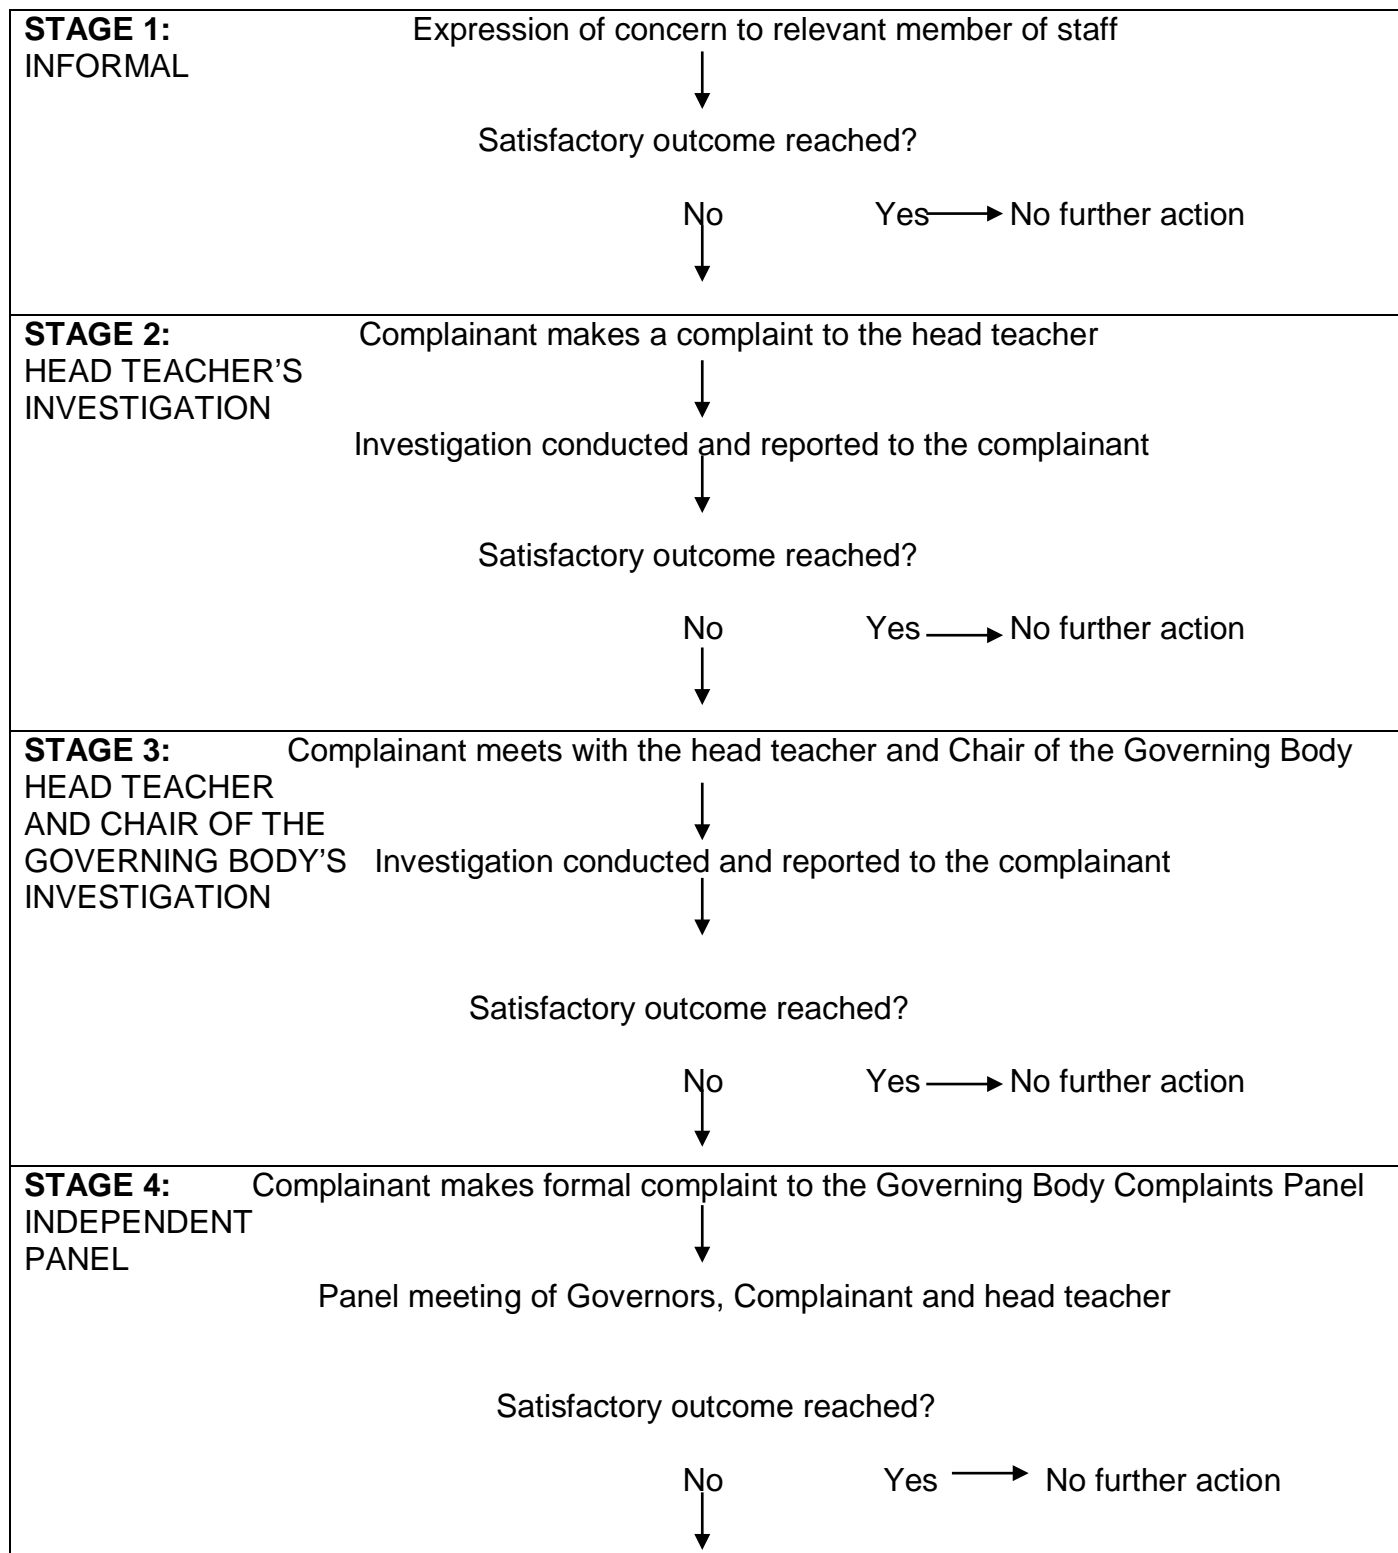 STAGE 1: Expression of concern to relevant member of staff
INFORMAL
Satisfactory outcome reached?
No Yes No further action
STAGE 2: Complainant makes a complaint to the head teacher
HEAD TEACHER’S
INVESTIGATION
Investigation conducted and reported to the complainant
Satisfactory outcome reached?
No Yes No further action
STAGE 3: Complainant meets with the head teacher and Chair of the Governing Body
HEAD TEACHER
AND CHAIR OF THE
GOVERNING BODY’S Investigation conducted and reported to the complainant
INVESTIGATION
Satisfactory outcome reached?
No Yes No further action
STAGE 4: Complainant makes formal complaint to the Governing Body Complaints Panel
INDEPENDENT
PANEL
Panel meeting of Governors, Complainant and head teacher
Satisfactory outcome reached?
No Yes No further action